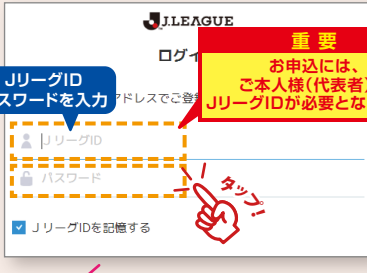 J.LEAGUE
ログイ
重 要
お申込には、
ご本人様(代表者)
JリーグIDが必要とな
JリーグID
スワードを入力
ドレスでご登
JリーグID
パスワード
タップ!
JリーグIDを記憶する